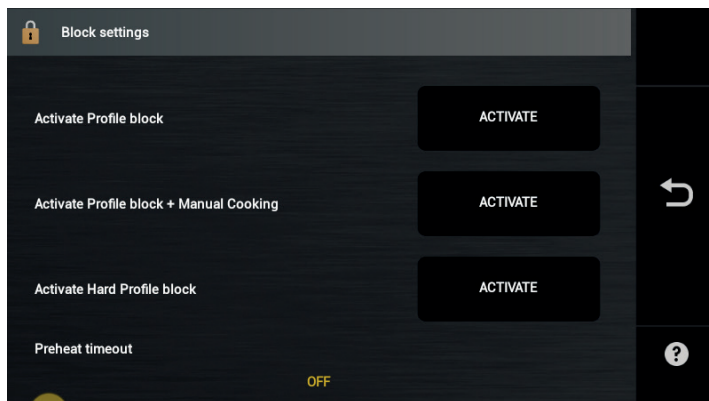 Block settings
Activate Profile block
ACTIVATE
Activate Profile block + Manual Cooking
ACTIVATE
Activate Hard Profile block
ACTIVATE
Preheat timeout
?
OFF